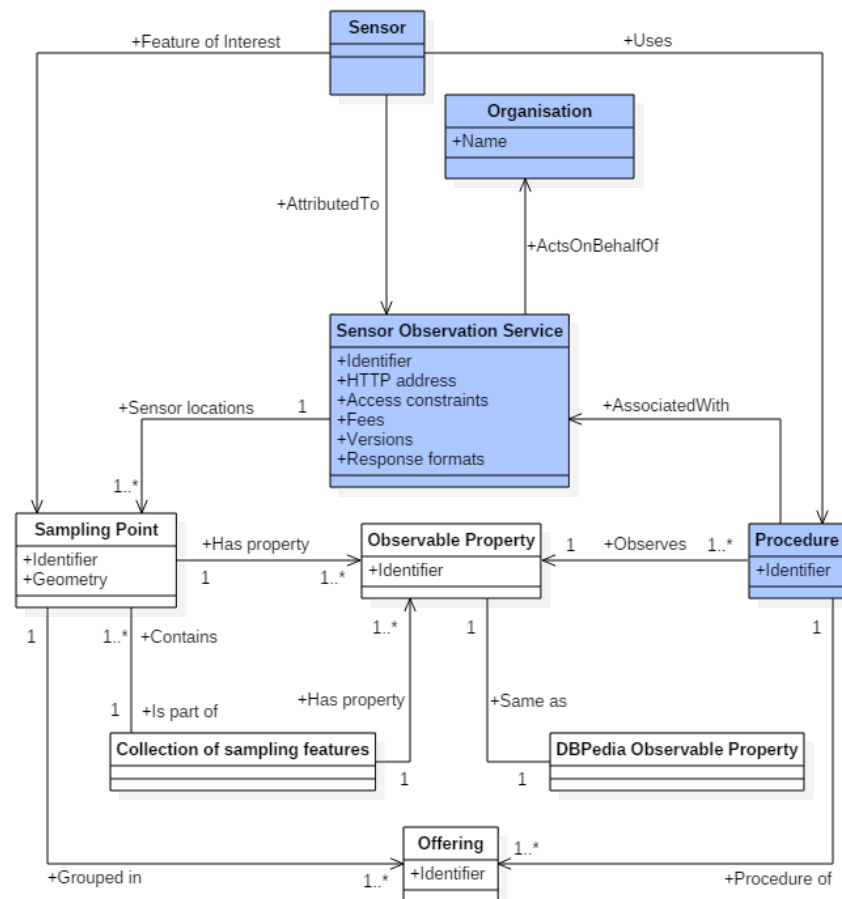 Sensor
+Feature of Interest
+Uses
Organisation
+Name
+AttributedTo
+ActsOnBehalfOf
Sensor Observation Service
+Identifier
+HTTP address
+Access constraints
+Fees
+Versions
+Response formats
+Sensor locations
1
1..*
+AssociatedWith
Sampling Point
+Identifier
+Geometry
+Has property
1
1..*
Observable Property
+Identifier
1
+Observes
1..*
Procedure
+Identifier
1
1..*
+Contains
1
+Is part of
1..*
+Has property
1
1
+Same as
1
1
Collection of sampling features
DBPedia Observable Property
Offering
+Identifier
+Grouped in
1..*
1..*
+Procedure of